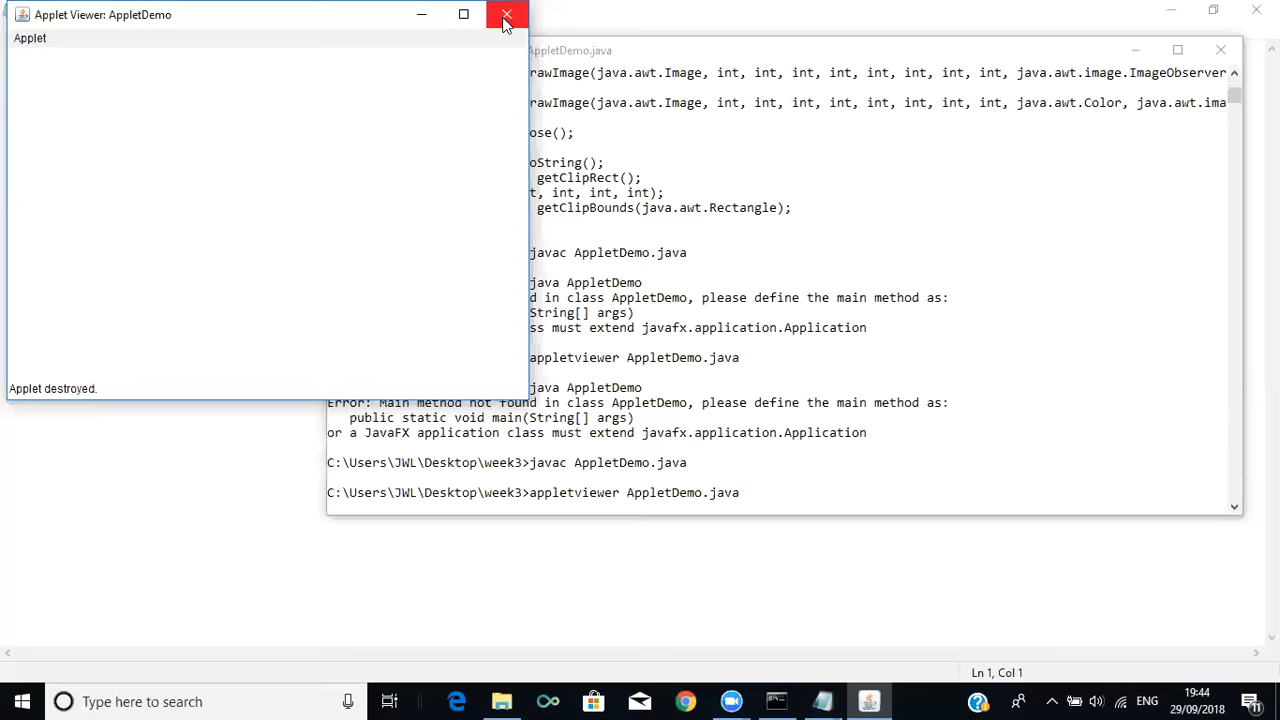 Applet Viewer: AppletDemo
Applet
Applet destroyed.
AppletDemo.java
rawImage(java.awt.Image, int, int, int, int, int, int, int, int, java.awt.image.ImageObserver
rawImage(java.awt.Image, int, int, int, int, int, int, int, int, java.awt.Color, java.awt.ima
ose();
oString();
getClipRect();
t, int, int, int);
getClipBounds(java.awt.Rectangle);
javac AppletDemo.java
java AppletDemo
d in class AppletDemo, please define the main method as:
String[] args)
ss must extend javafx.application.Application
appletviewer AppletDemo.java
java AppletDemo
Error: Main method not found in class AppletDemo, please define the main method as:
public static void main(String[] args)
or a JavaFX application class must extend javafx.application.Application
C:\Users\JWL\Desktop\week3>javac AppletDemo.java
C:\Users\JWL\Desktop\week3>appletviewer AppletDemo.java
Ln 1, Col 1
Type here to search
ENG
19:44
29/09/2018
11